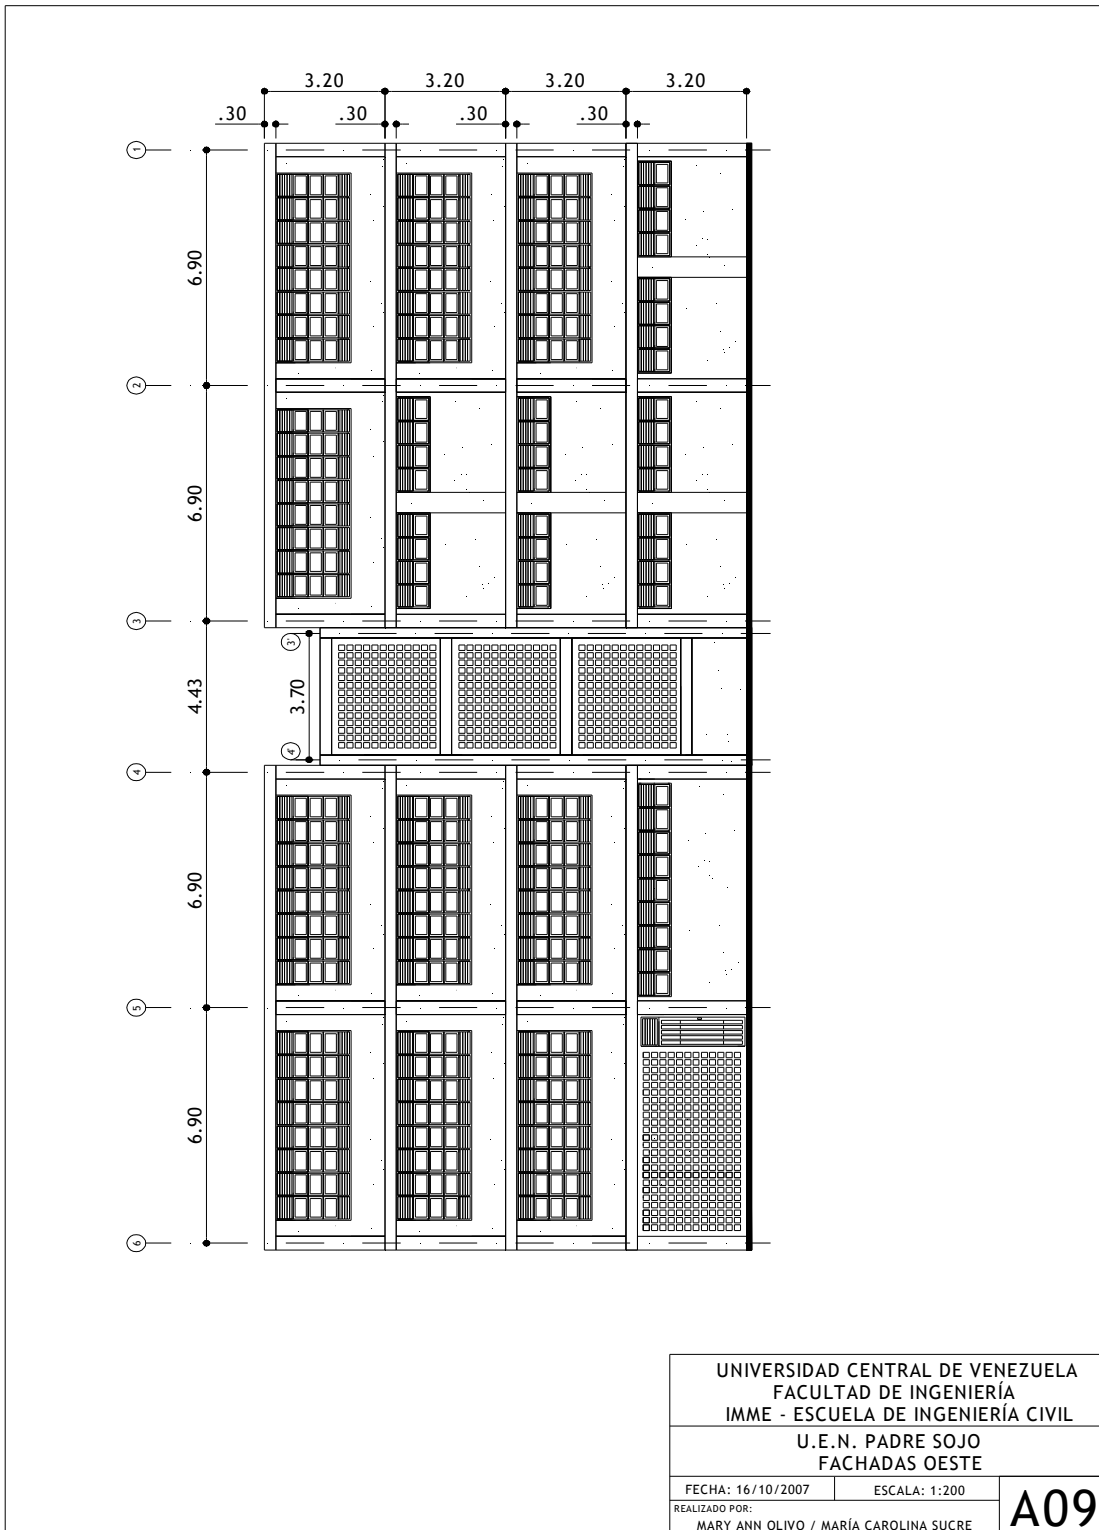 3.20 3.20 3.20 3.20
.30 .30 .30 .30
1
6.90
2
6.90
3
3'
4.43
3.70
4'
4
6.90
5
6.90
6
UNIVERSIDAD CENTRAL DE VENEZUELA
FACULTAD DE INGENIERÍA
IMME - ESCUELA DE INGENIERÍA CIVIL
U.E.N. PADRE SOJO
FACHADAS OESTE
FECHA: 16/10/2007 ESCALA: 1:200
REALIZADO POR:
MARY ANN OLIVO / MARÍA CAROLINA SUCRE
A09